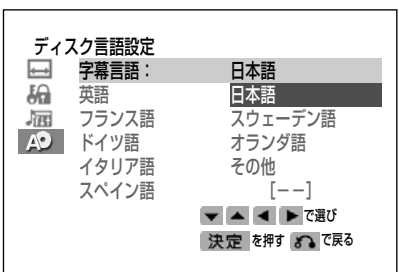 ディスク言語設定
字幕言語： 日本語
英語 日本語
フランス語 スウェーデン語
ドイツ語 オランダ語
イタリア語 その他
スペイン語 [－－]
▼ ▲ ◀ ▶ で選び
決定 を押す で戻る